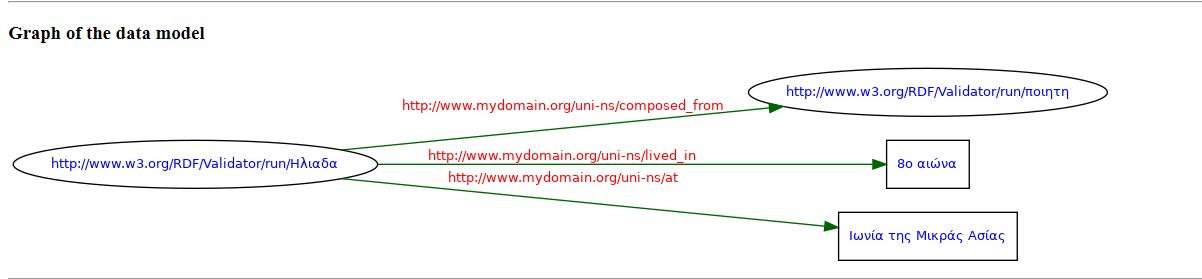 Graph of the data model
http://www.w3.org/RDF/Validator/run/ποιητη
http://www.mydomain.org/uni-ns/composed_from
http://www.w3.org/RDF/Validator/run/Ηλιαδα
http://www.mydomain.org/uni-ns/lived_in
8ο αιώνα
http://www.mydomain.org/uni-ns/at
Ιωνία της Μικράς Ασίας